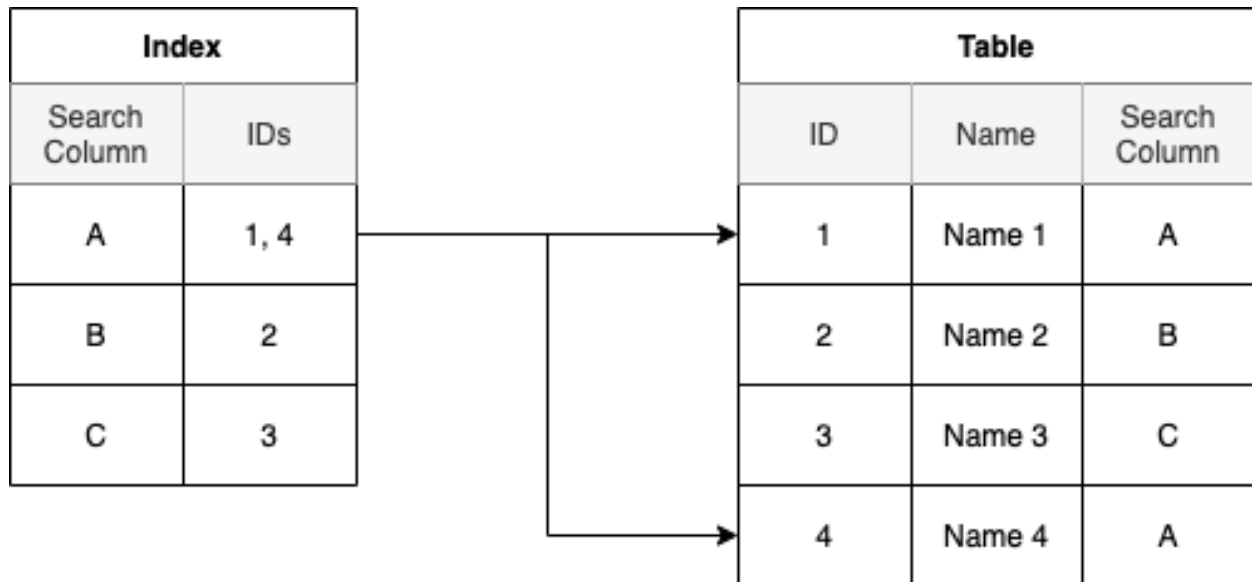 Index
Search
Column
IDs
A
1, 4
B
2
C
3
Table
ID
Name
Search
Column
1
Name 1
A
2
Name 2
B
3
Name 3
C
4
Name 4
A